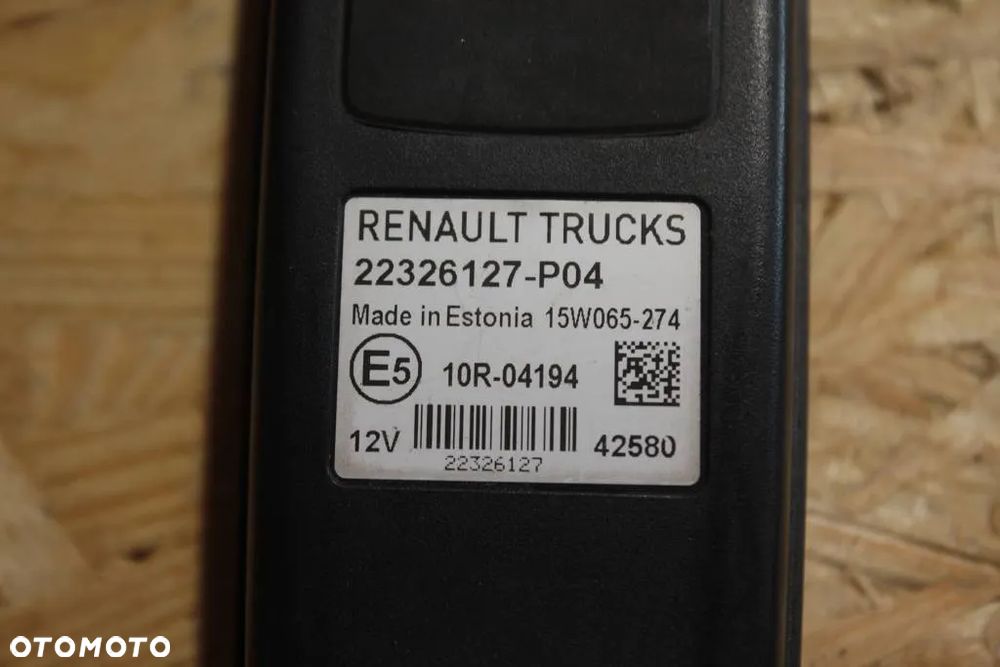 RENAULT TRUCKS
22326127-P04
Made in Estonia 15W065-274
E5 10R-04194
12V 42580
22326127
OTOMOTO